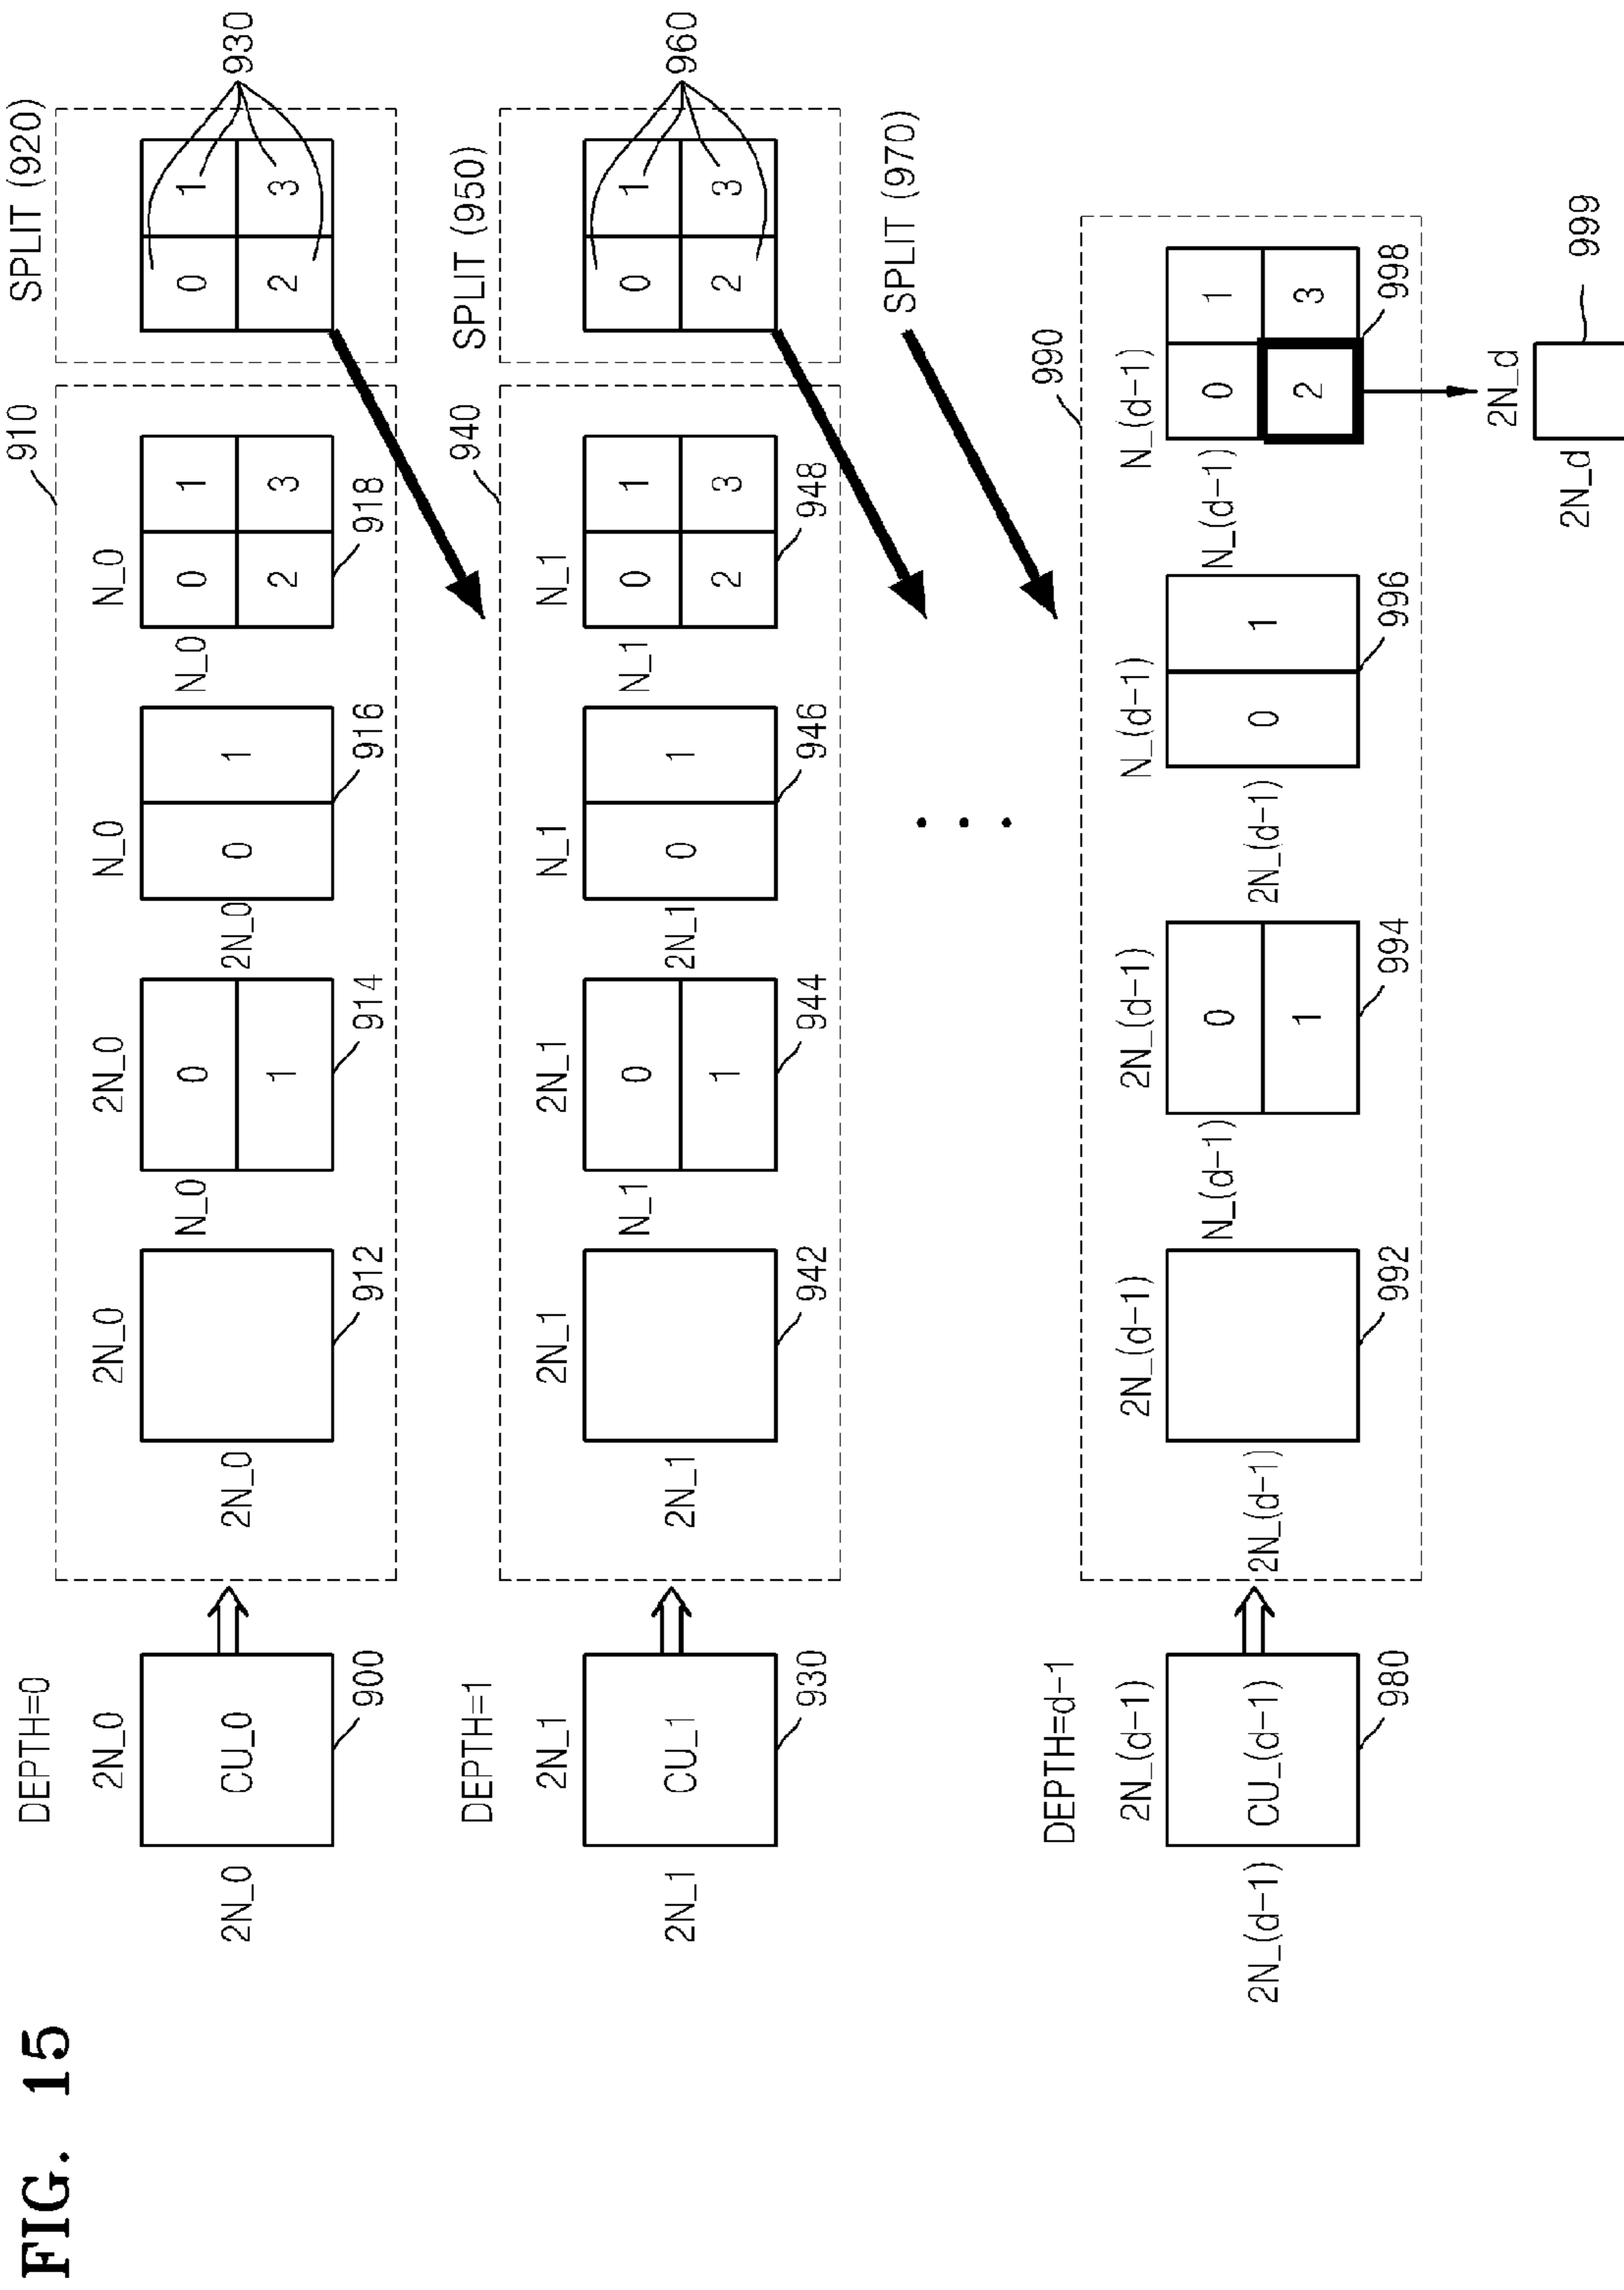 FIG. 15
DEPTH=0
2N_0
2N_0
CU_0
900
910
2N_0
2N_0
912
2N_0
N_0
0
1
914
N_0
2N_0
0
1
916
N_0
N_0
0
1
2
3
918
SPLIT (920)
0
1
2
3
930
DEPTH=1
2N_1
2N_1
CU_1
930
940
2N_1
2N_1
942
2N_1
N_1
0
1
944
N_1
2N_1
0
1
946
N_1
N_1
0
1
2
3
948
SPLIT (950)
0
1
2
3
960
SPLIT (970)
DEPTH=d-1
2N_(d-1)
2N_(d-1)
CU_(d-1)
980
990
2N_(d-1)
2N_(d-1)
992
2N_(d-1)
N_(d-1)
0
1
994
N_(d-1)
2N_(d-1)
0
1
996
N_(d-1)
N_(d-1)
0
1
2
3
998
2N_d
2N_d
999